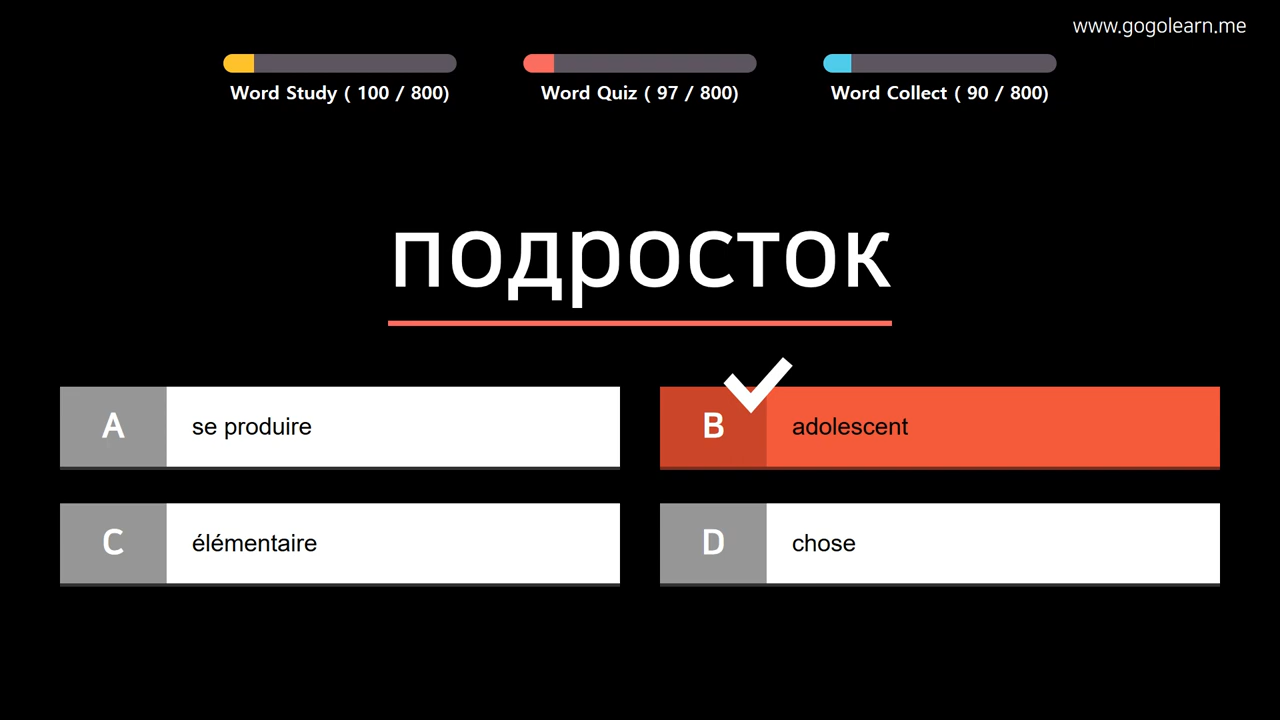 www.gogolearn.me
Word Study ( 100 / 800)
Word Quiz ( 97 / 800)
Word Collect ( 90 / 800)
подросток
A se produire
B adolescent
C élémentaire
D chose